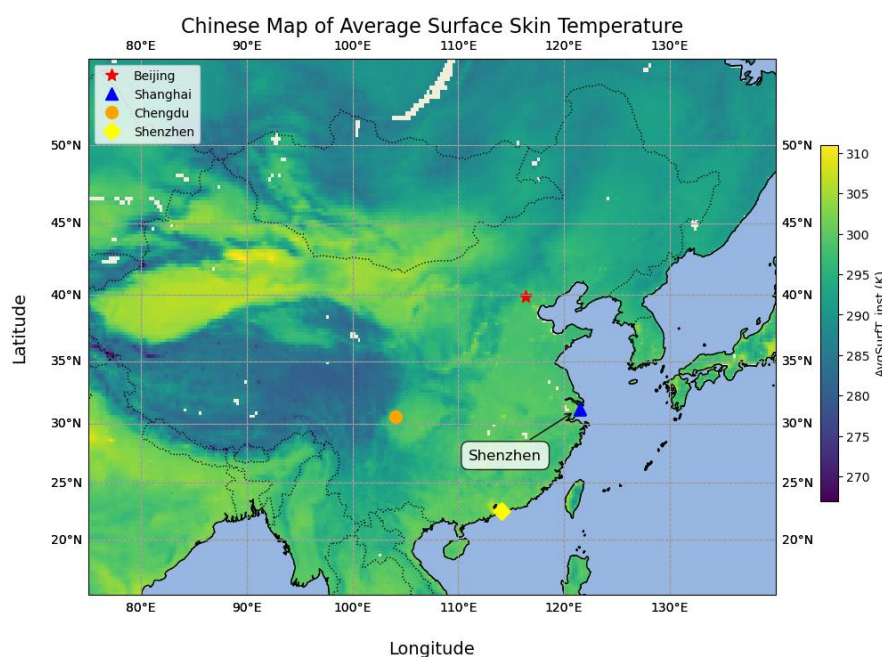 Chinese Map of Average Surface Skin Temperature
80°E 90°E 100°E 110°E 120°E 130°E
Beijing
Shanghai
Chengdu
Shenzhen
50°N 50°N
45°N 45°N
40°N 40°N
35°N 35°N
30°N 30°N
25°N 25°N
20°N 20°N
Shenzhen
80°E 90°E 100°E 110°E 120°E 130°E
Longitude
Latitude
310
305
300
295
290
285
280
275
270
AvgSurfT_inst (K)